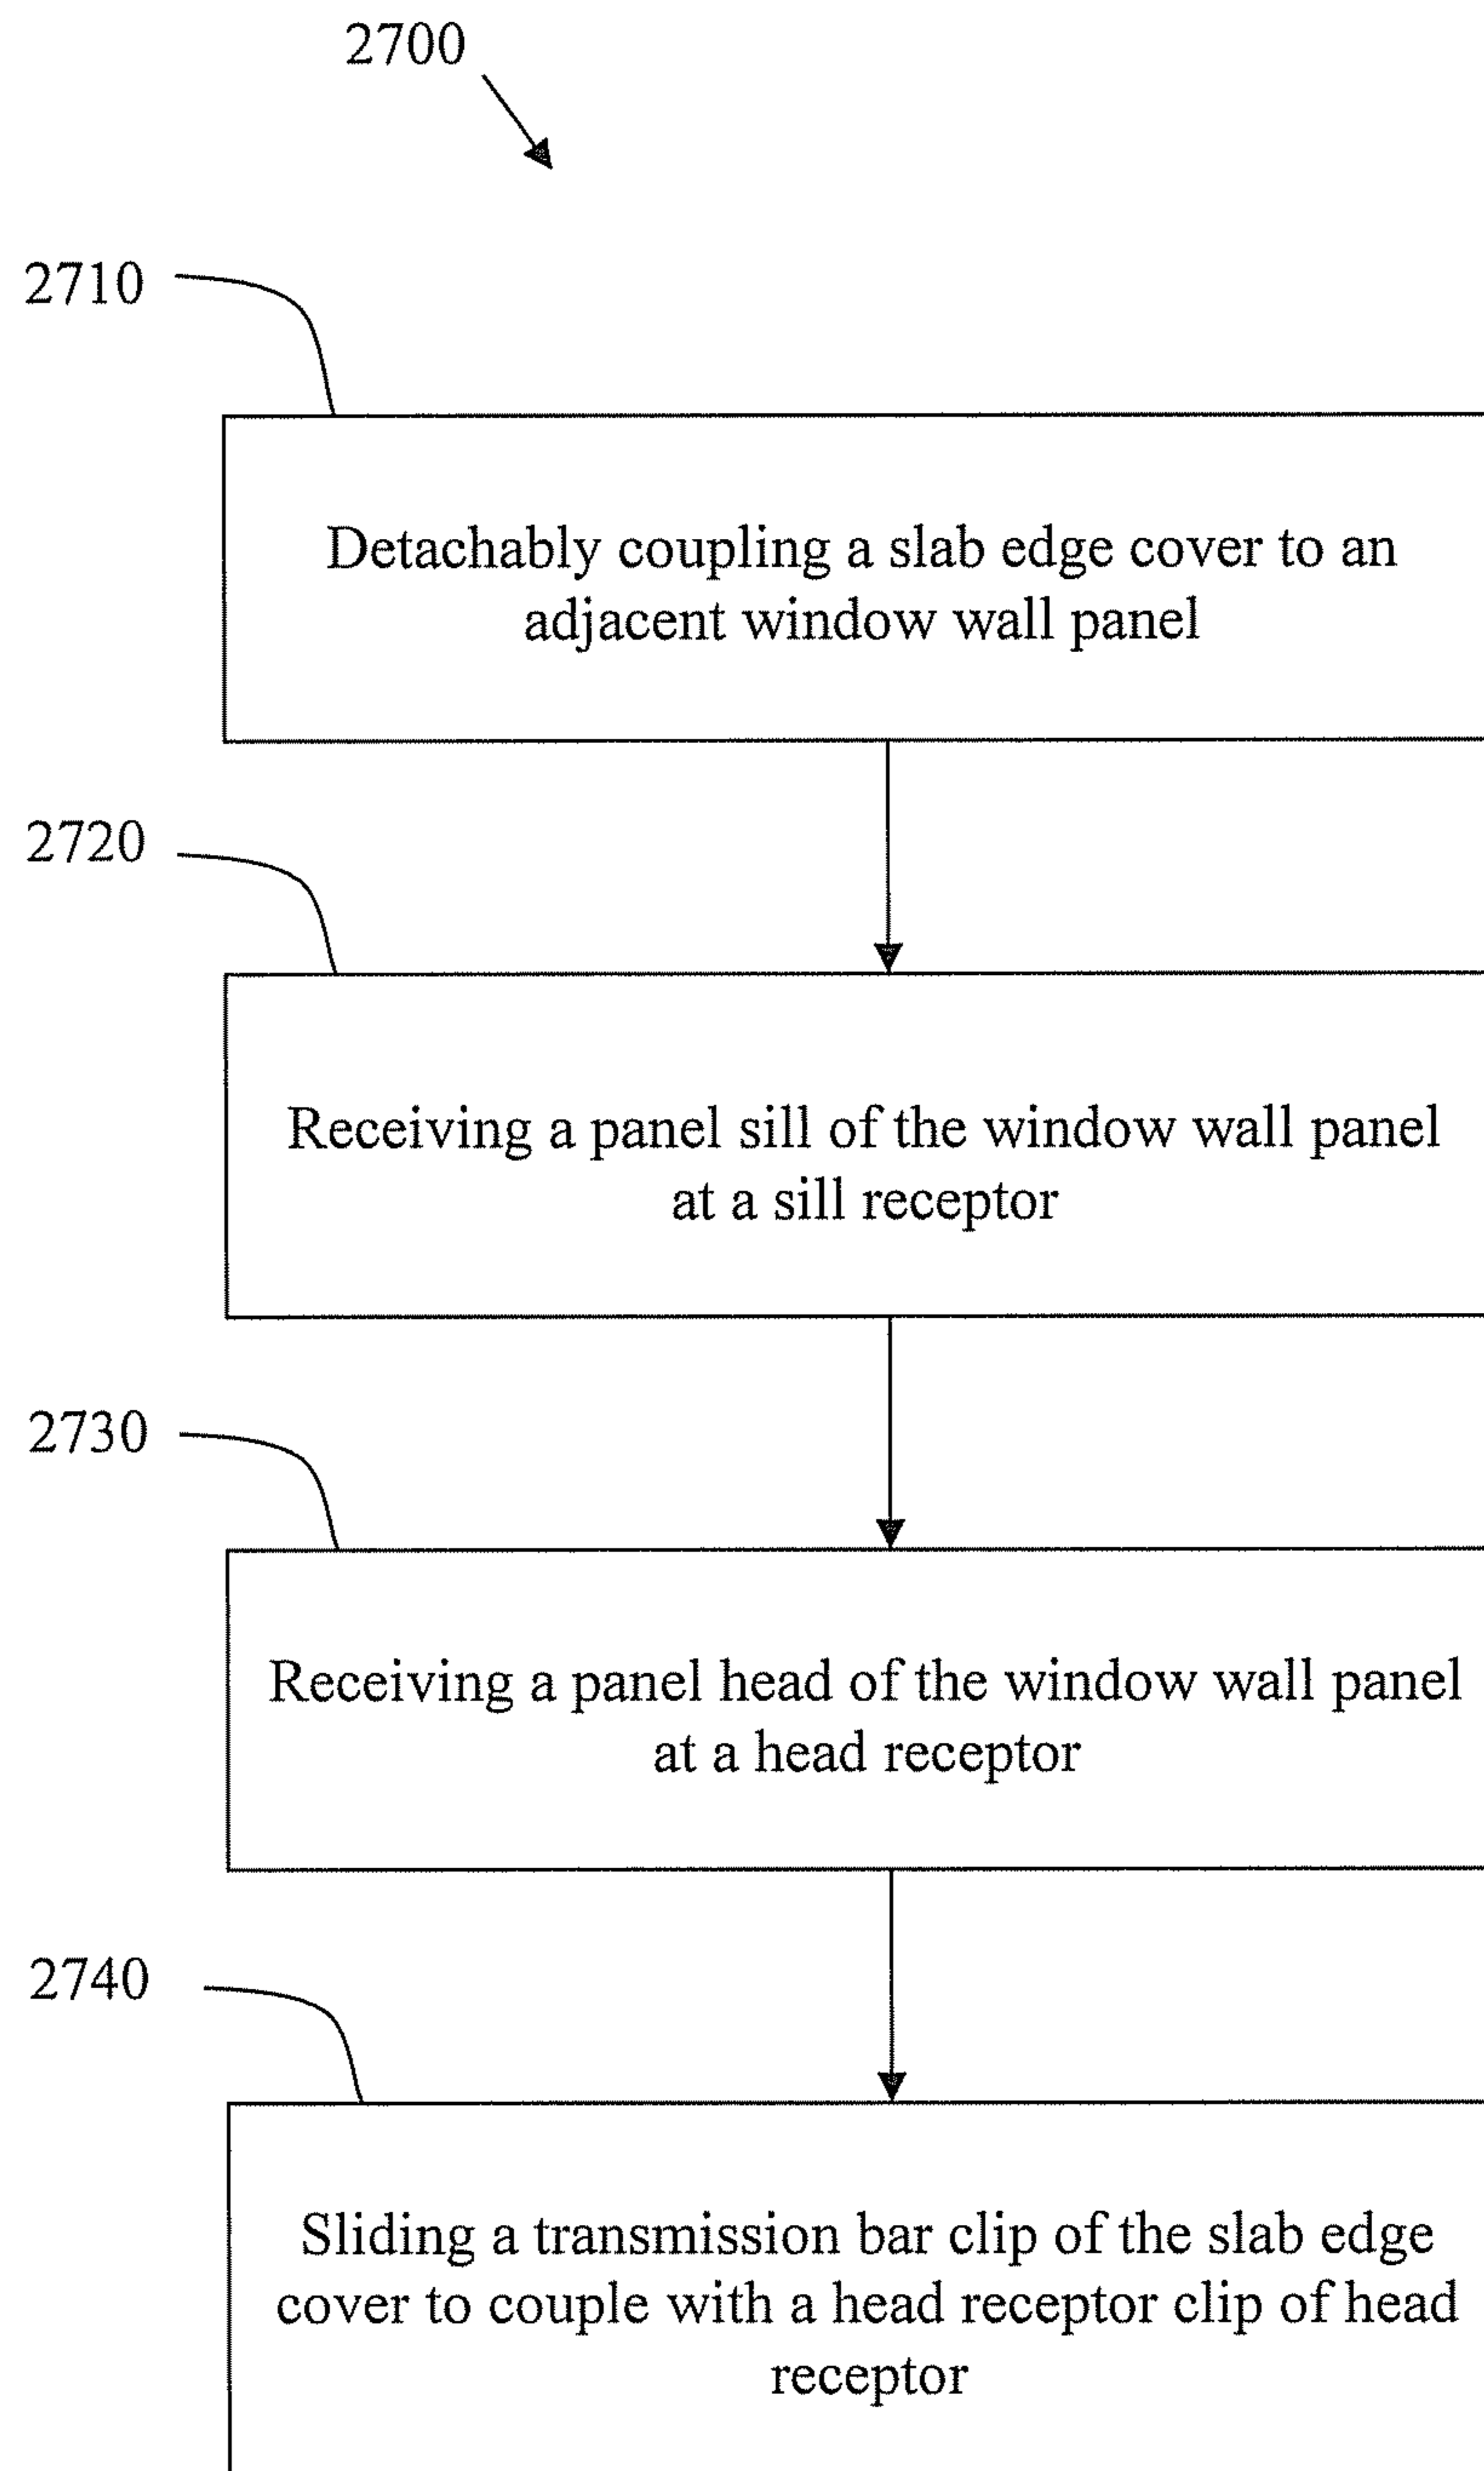 2700
2710
Detachably coupling a slab edge cover to an
adjacent window wall panel
2720
Receiving a panel sill of the window wall panel
at a sill receptor
2730
Receiving a panel head of the window wall panel
at a head receptor
2740
Sliding a transmission bar clip of the slab edge
cover to couple with a head receptor clip of head
receptor